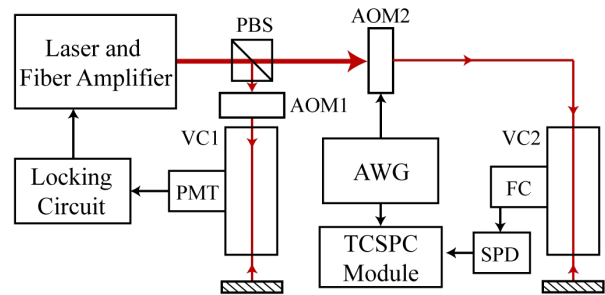 Laser and
Fiber Amplifier
PBS
AOM2
AOM1
VC1
VC2
Locking
Circuit
PMT
AWG
FC
TCSPC
Module
SPD